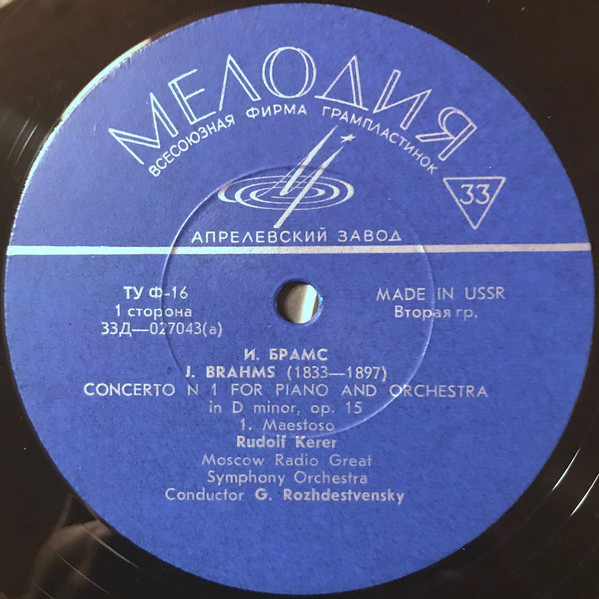 МЕЛОДИЯ
ВСЕСОЮЗНАЯ ФИРМА ГРАМПЛАСТИНОК
33
АПРЕЛЕВСКИЙ ЗАВОД
ТУ Ф-16
1 сторона
33Д—027043(а)
MADE IN USSR
Вторая гр.
И. БРАМС
J. BRAHMS (1833—1897)
CONCERTO N 1 FOR PIANO AND ORCHESTRA
in D minor, op. 15
1. Maestoso
Rudolf Kerer
Moscow Radio Great
Symphony Orchestra
Conductor G. Rozhdestvensky